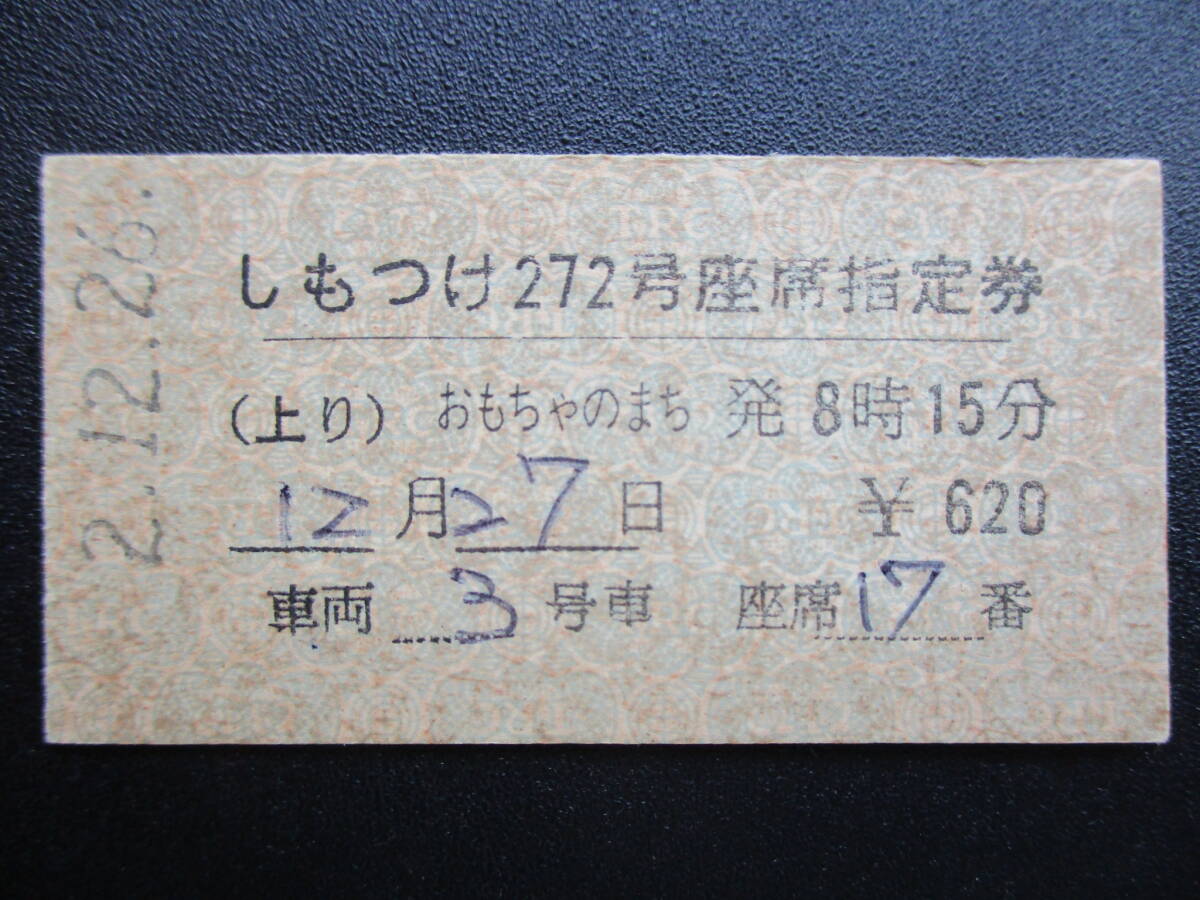 2.12.26.
しもつけ272号座席指定券
(上り) おもちゃのまち 発 8時15分
12月27日 ¥620
車両 3 号車 座席 17 番